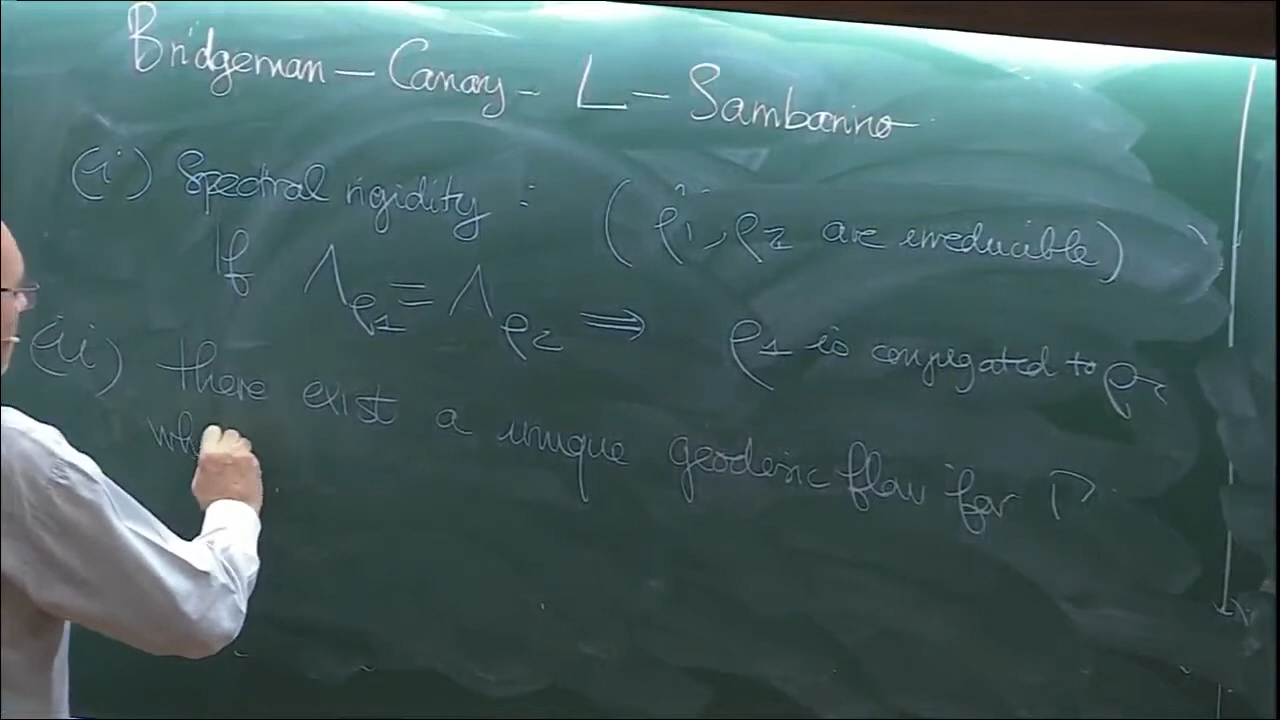 Bridgeman - Canary - L - Sambarino
(i) Spectral rigidity : (ρ1, ρ2 are irreducible)
If Λρ1 = Λρ2 ⟹ ρ1 is conjugated to ρ2
(ii) there exist a unique geodesic flow for Γ
wh